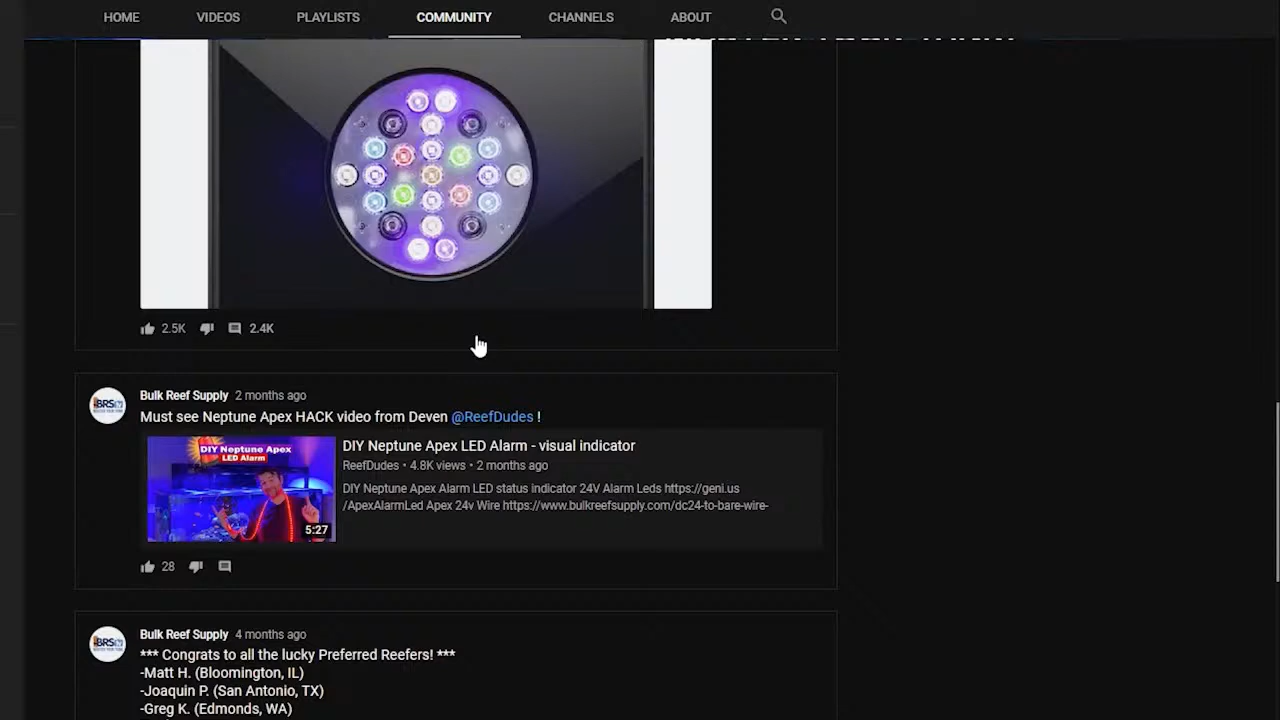 HOME VIDEOS PLAYLISTS COMMUNITY CHANNELS ABOUT
2.5K 2.4K
Bulk Reef Supply 2 months ago
Must see Neptune Apex HACK video from Deven @ReefDudes !
DIY Neptune Apex
LED Alarm
5:27
DIY Neptune Apex LED Alarm - visual indicator
ReefDudes • 4.8K views • 2 months ago
DIY Neptune Apex Alarm LED status indicator 24V Alarm Leds https://geni.us
/ApexAlarmLed Apex 24v Wire https://www.bulkreefsupply.com/dc24-to-bare-wire-
28
Bulk Reef Supply 4 months ago
*** Congrats to all the lucky Preferred Reefers! ***
-Matt H. (Bloomington, IL)
-Joaquin P. (San Antonio, TX)
-Greg K. (Edmonds, WA)
BRS
BRS